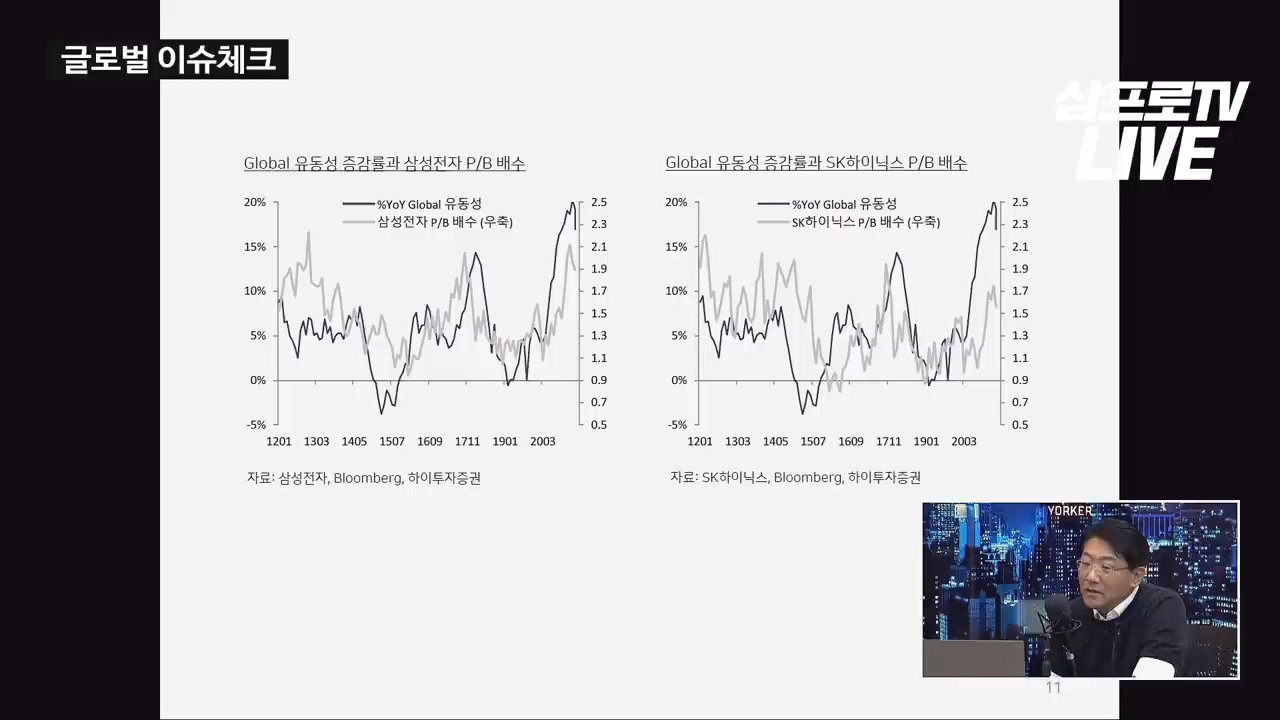 글로벌 이슈체크
삼프로TV
LIVE
Global 유동성 증감률과 삼성전자 P/B 배수
%YoY Global 유동성
삼성전자 P/B 배수 (우축)
20%
15%
10%
5%
0%
-5%
2.5
2.3
2.1
1.9
1.7
1.5
1.3
1.1
0.9
0.7
0.5
1201 1303 1405 1507 1609 1711 1901 2003
자료: 삼성전자, Bloomberg, 하이투자증권
Global 유동성 증감률과 SK하이닉스 P/B 배수
%YoY Global 유동성
SK하이닉스 P/B 배수 (우축)
20%
15%
10%
5%
0%
-5%
2.5
2.3
2.1
1.9
1.7
1.5
1.3
1.1
0.9
0.7
0.5
1201 1303 1405 1507 1609 1711 1901 2003
자료: SK하이닉스, Bloomberg, 하이투자증권
YORKER
11